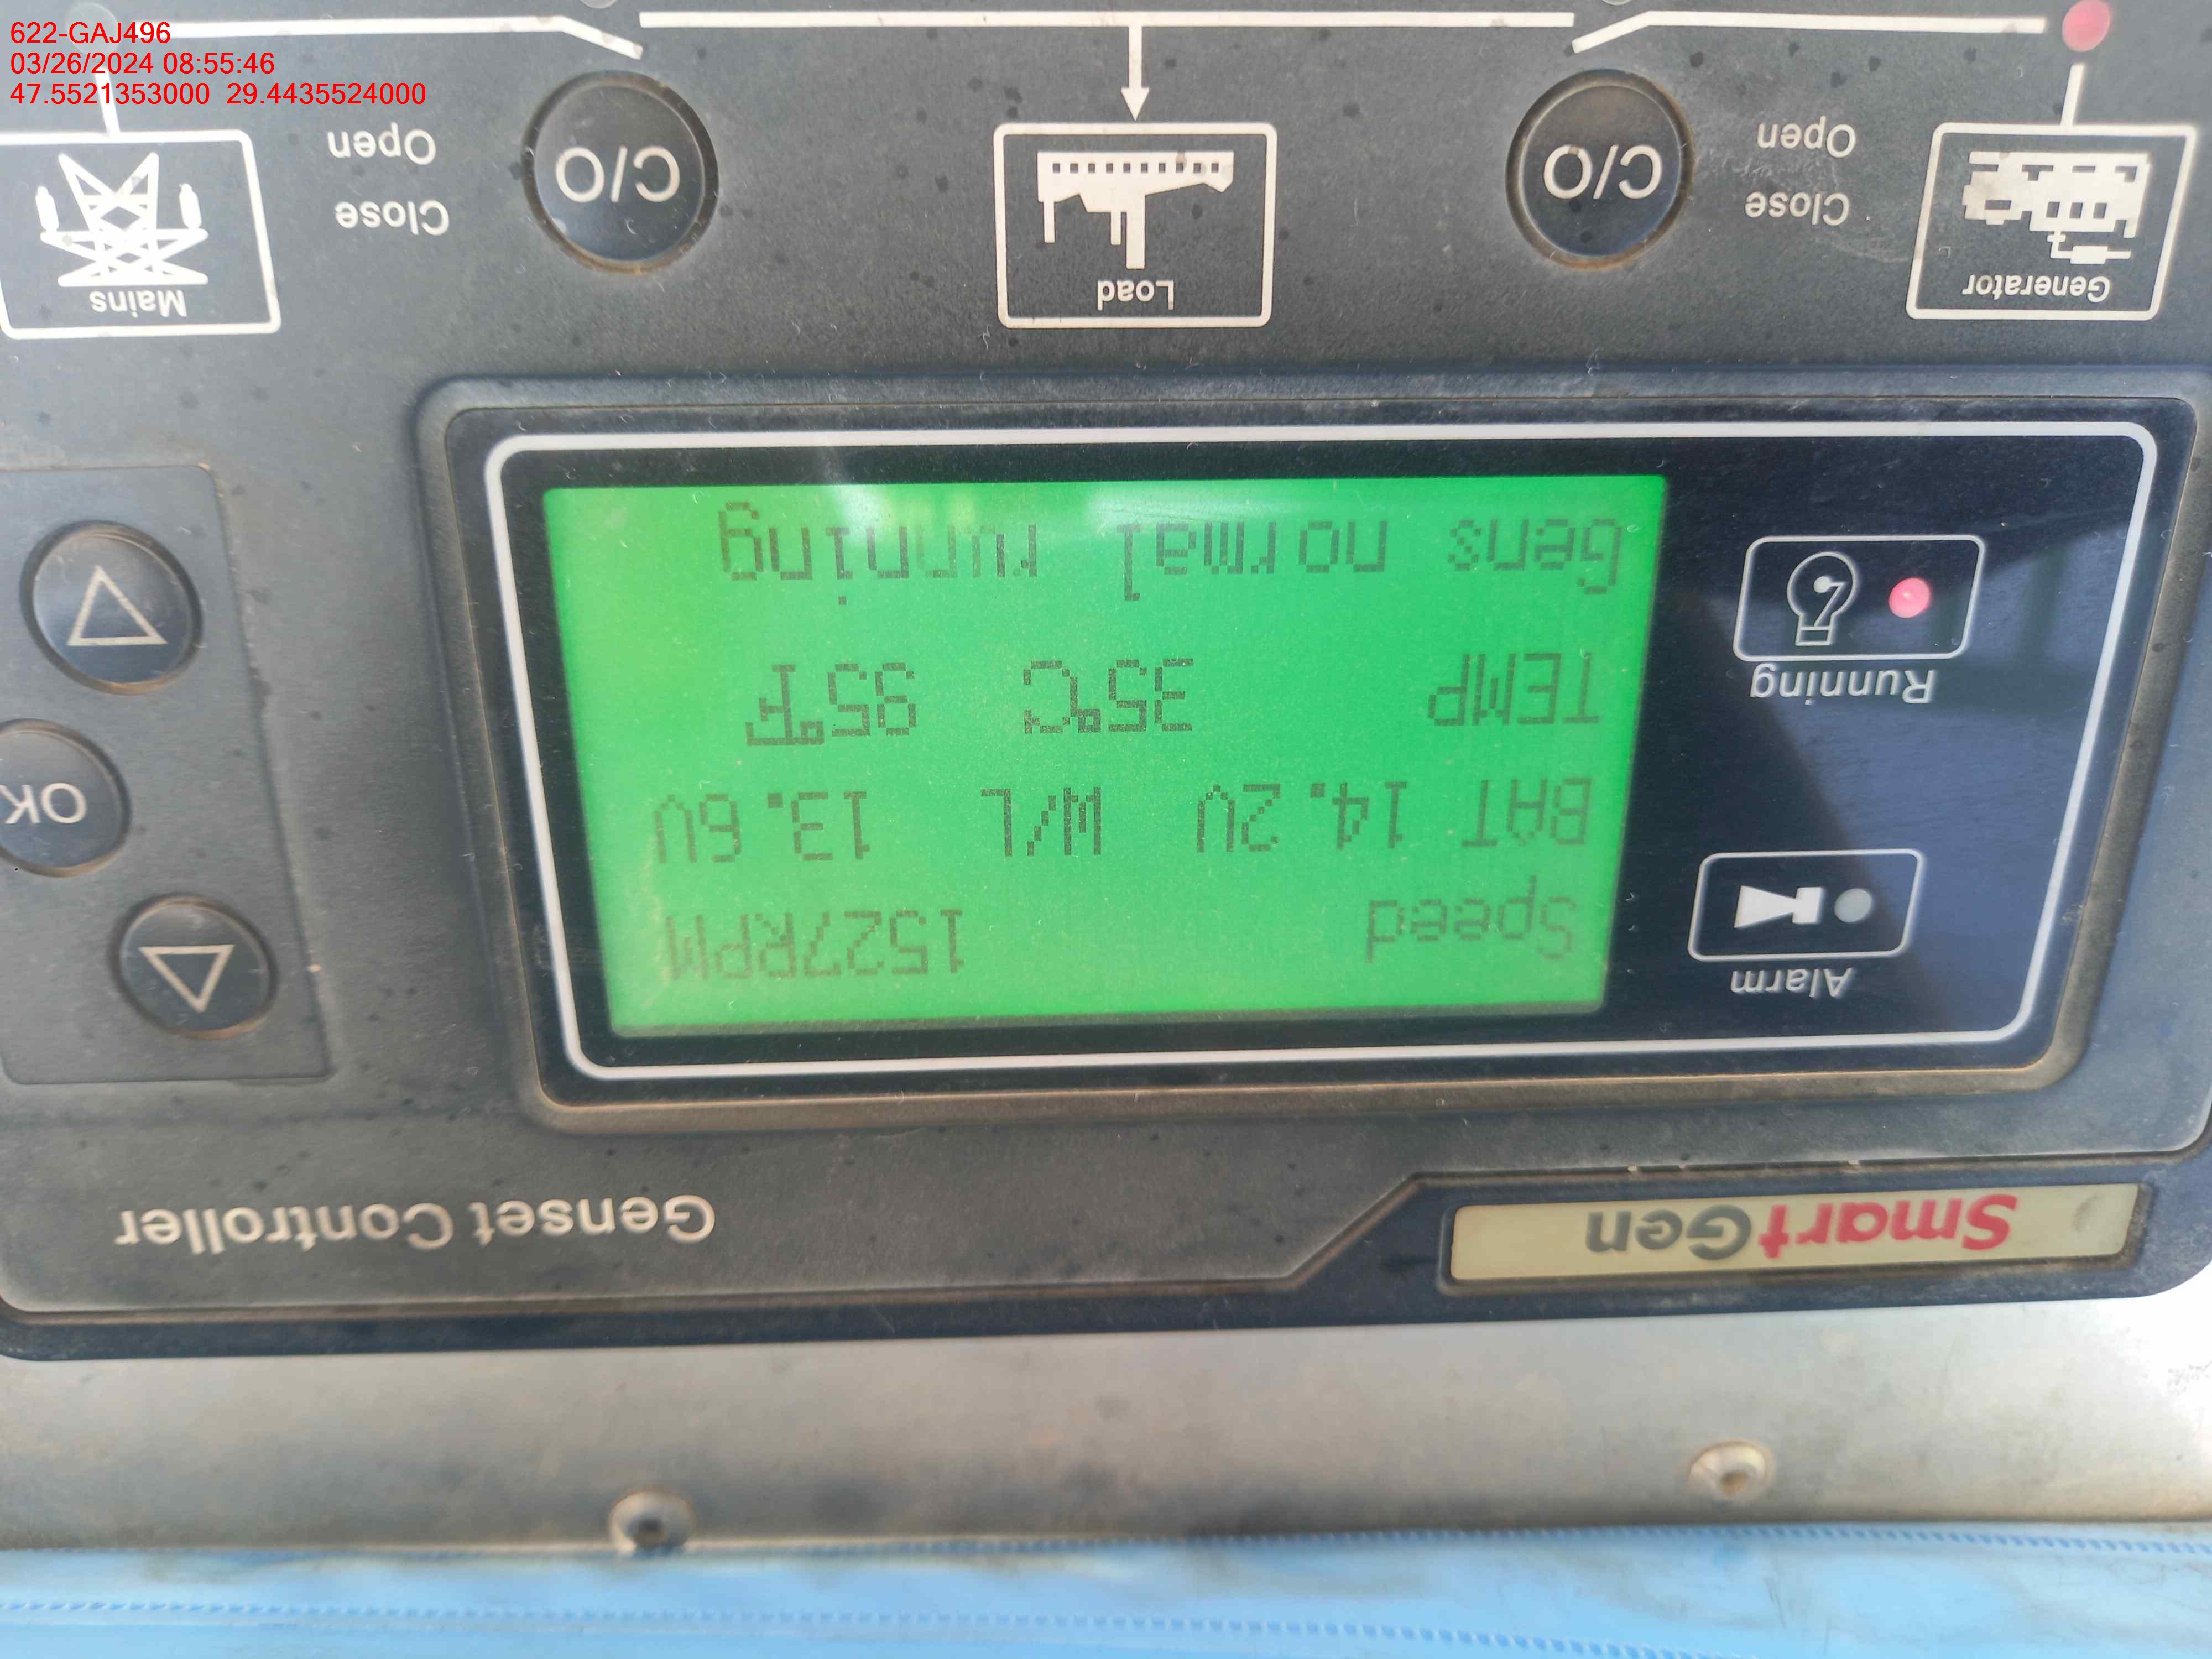 622-GAJ496
03/26/2024 08:55:46
47.5521353000 29.4435524000
SmartGen
Genset Controller
Alarm
Running
Speed 1527RPM
BAT 14.2V W/L 13.6V
TEMP 35°C 95°F
Gens normal running
OK
Generator
Close
Open
C/O
Load
C/O
Close
Open
Mains